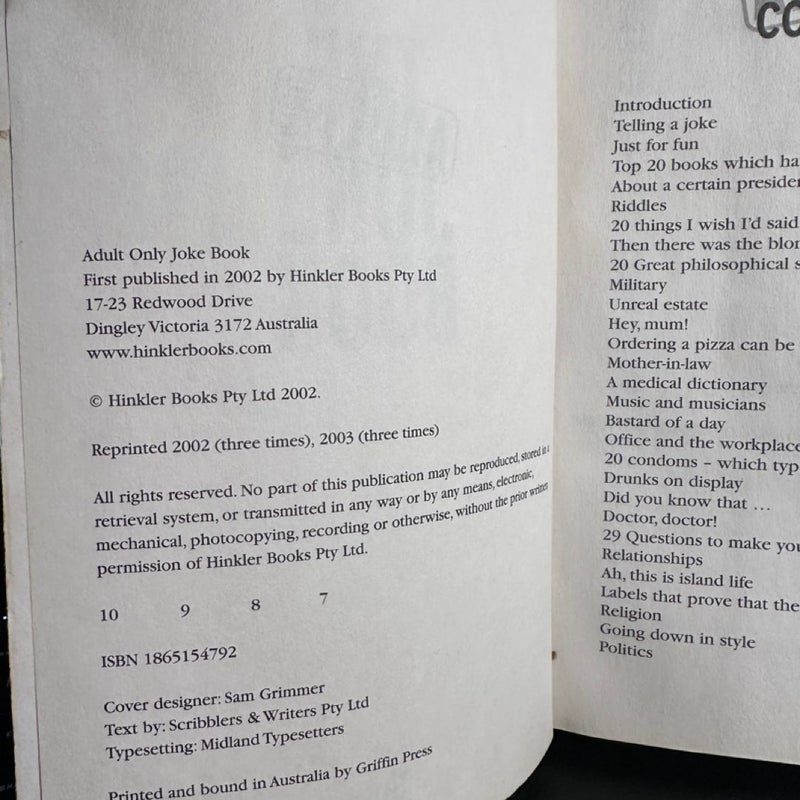 Adult Only Joke Book
First published in 2002 by Hinkler Books Pty Ltd
17-23 Redwood Drive
Dingley Victoria 3172 Australia
www.hinklerbooks.com
© Hinkler Books Pty Ltd 2002.
Reprinted 2002 (three times), 2003 (three times)
All rights reserved. No part of this publication may be reproduced, stored in a
retrieval system, or transmitted in any way or by any means, electronic,
mechanical, photocopying, recording or otherwise, without the prior written
permission of Hinkler Books Pty Ltd.
10 9 8 7
ISBN 1865154792
Cover designer: Sam Grimmer
Text by: Scribblers & Writers Pty Ltd
Typesetting: Midland Typesetters
Printed and bound in Australia by Griffin Press
CO
Introduction
Telling a joke
Just for fun
Top 20 books which ha
About a certain preside
Riddles
20 things I wish I'd said
Then there was the blo
20 Great philosophical s
Military
Unreal estate
Hey, mum!
Ordering a pizza can be
Mother-in-law
A medical dictionary
Music and musicians
Bastard of a day
Office and the workplace
20 condoms – which typ
Drunks on display
Did you know that ...
Doctor, doctor!
29 Questions to make you
Relationships
Ah, this is island life
Labels that prove that the
Religion
Going down in style
Politics